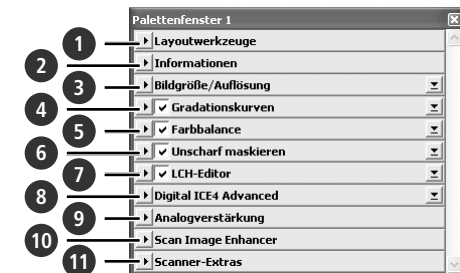 Palettenfenster 1
1 Layoutwerkzeuge
2 Informationen
3 Bildgröße/Auflösung
4 Gradationskurven
5 Farbbalance
6 Unscharf maskieren
7 LCH-Editor
8 Digital ICE4 Advanced
9 Analogverstärkung
10 Scan Image Enhancer
11 Scanner-Extras